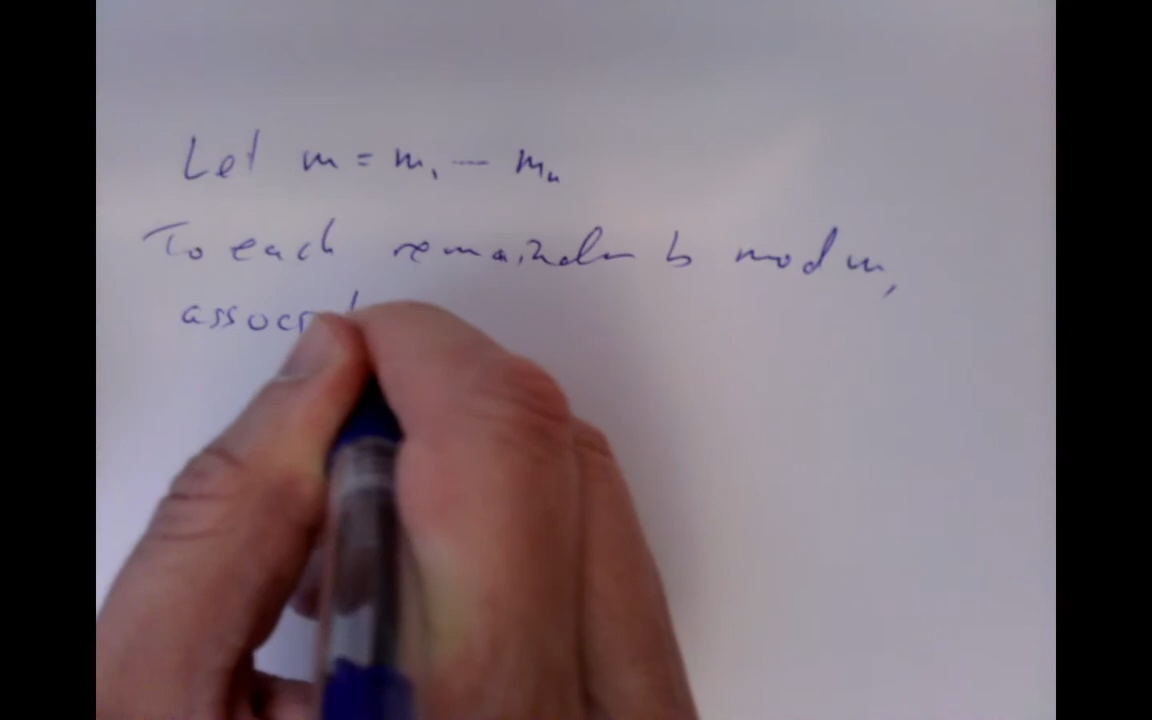 Let m = m₁ — mₙ
To each remainder b mod m,